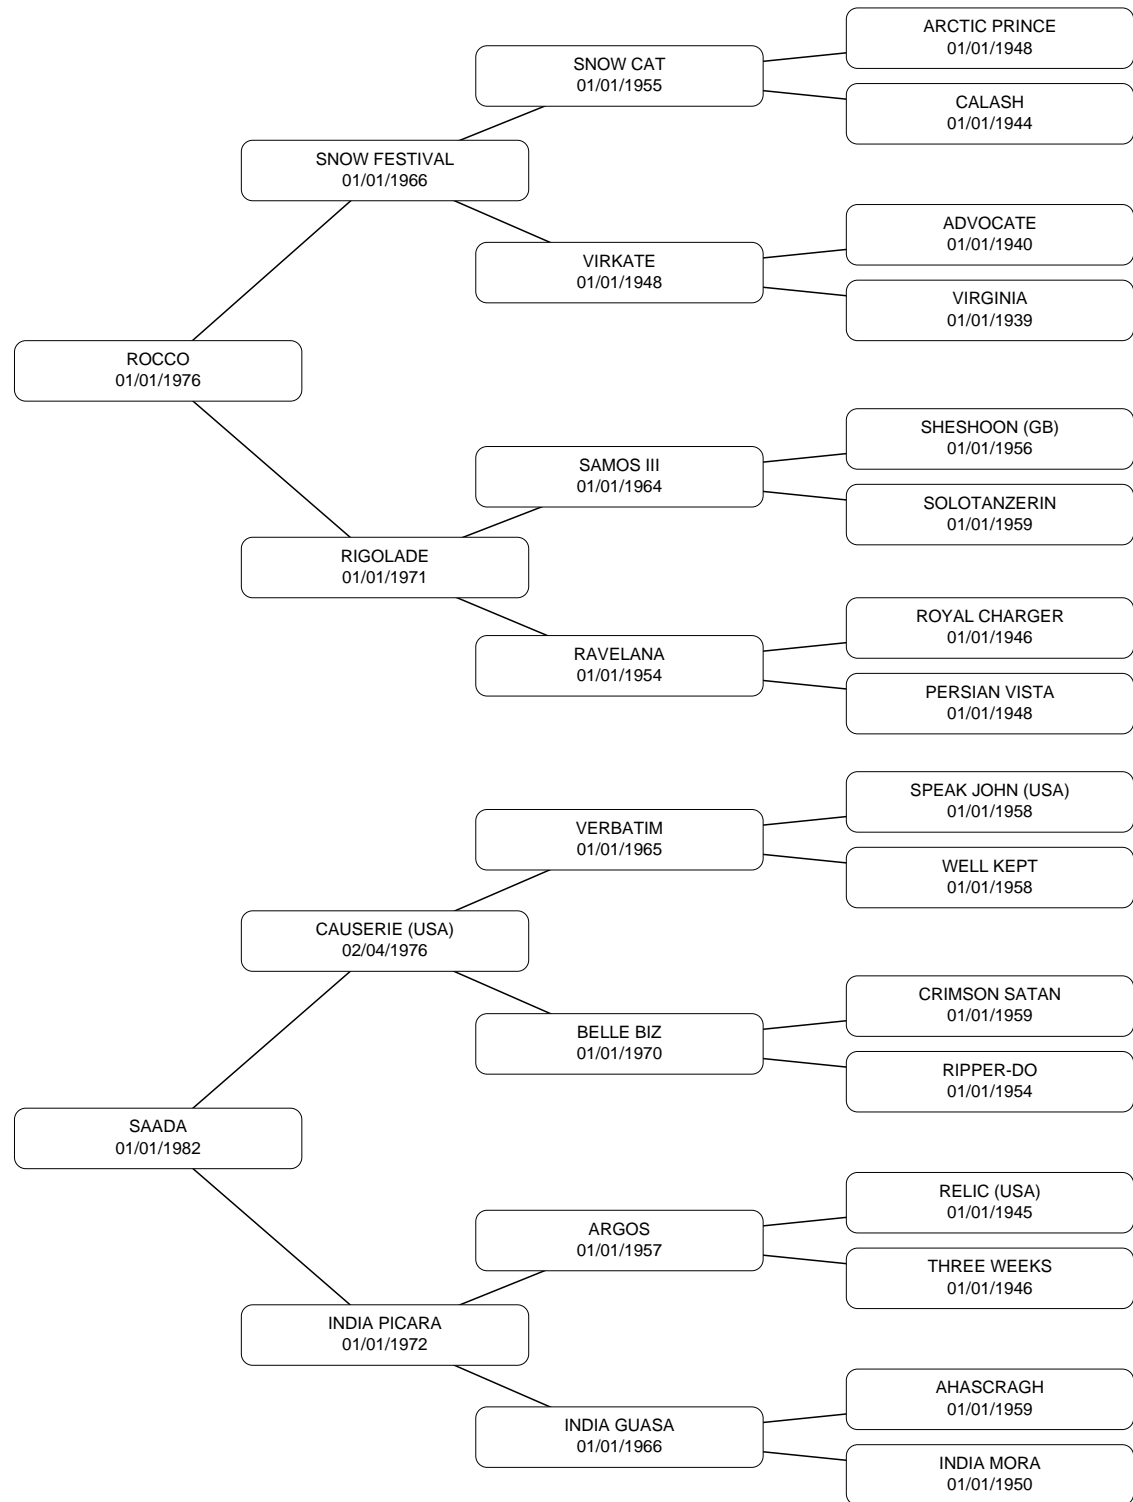 ARCTIC PRINCE
01/01/1948
SNOW CAT
01/01/1955
CALASH
01/01/1944
SNOW FESTIVAL
01/01/1966
ADVOCATE
01/01/1940
VIRKATE
01/01/1948
VIRGINIA
01/01/1939
ROCCO
01/01/1976
SHESHOON (GB)
01/01/1956
SAMOS III
01/01/1964
SOLOTANZERIN
01/01/1959
RIGOLADE
01/01/1971
ROYAL CHARGER
01/01/1946
RAVELANA
01/01/1954
PERSIAN VISTA
01/01/1948
SPEAK JOHN (USA)
01/01/1958
VERBATIM
01/01/1965
WELL KEPT
01/01/1958
CAUSERIE (USA)
02/04/1976
CRIMSON SATAN
01/01/1959
BELLE BIZ
01/01/1970
RIPPER-DO
01/01/1954
SAADA
01/01/1982
RELIC (USA)
01/01/1945
ARGOS
01/01/1957
THREE WEEKS
01/01/1946
INDIA PICARA
01/01/1972
AHASCRAGH
01/01/1959
INDIA GUASA
01/01/1966
INDIA MORA
01/01/1950